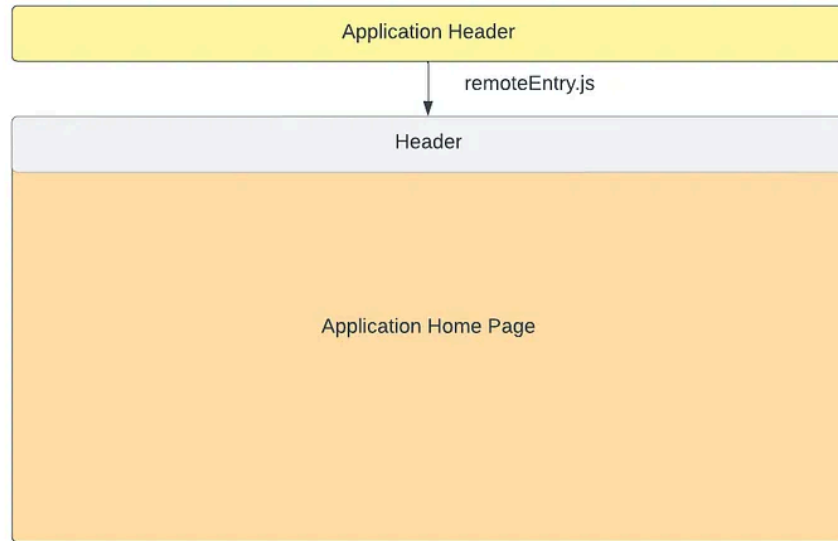 Application Header
remoteEntry.js
Header
Application Home Page